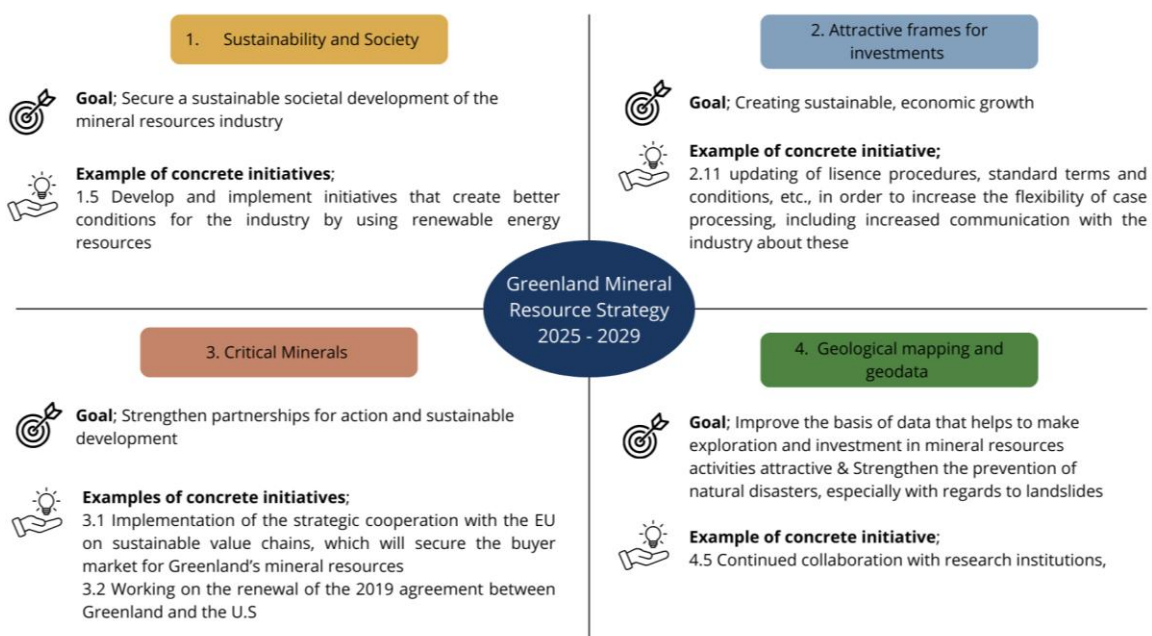 1. Sustainability and Society
Goal; Secure a sustainable societal development of the
mineral resources industry
Example of concrete initiatives;
1.5 Develop and implement initiatives that create better
conditions for the industry by using renewable energy
resources
2. Attractive frames for
investments
Goal; Creating sustainable, economic growth
Example of concrete initiative;
2.11 updating of lisence procedures, standard terms and
conditions, etc., in order to increase the flexibility of case
processing, including increased communication with the
industry about these
Greenland Mineral
Resource Strategy
2025 - 2029
3. Critical Minerals
Goal; Strengthen partnerships for action and sustainable
development
Examples of concrete initiatives;
3.1 Implementation of the strategic cooperation with the EU
on sustainable value chains, which will secure the buyer
market for Greenland's mineral resources
3.2 Working on the renewal of the 2019 agreement between
Greenland and the U.S
4. Geological mapping and
geodata
Goal; Improve the basis of data that helps to make
exploration and investment in mineral resources
activities attractive & Strengthen the prevention of
natural disasters, especially with regards to landslides
Example of concrete initiative;
4.5 Continued collaboration with research institutions,